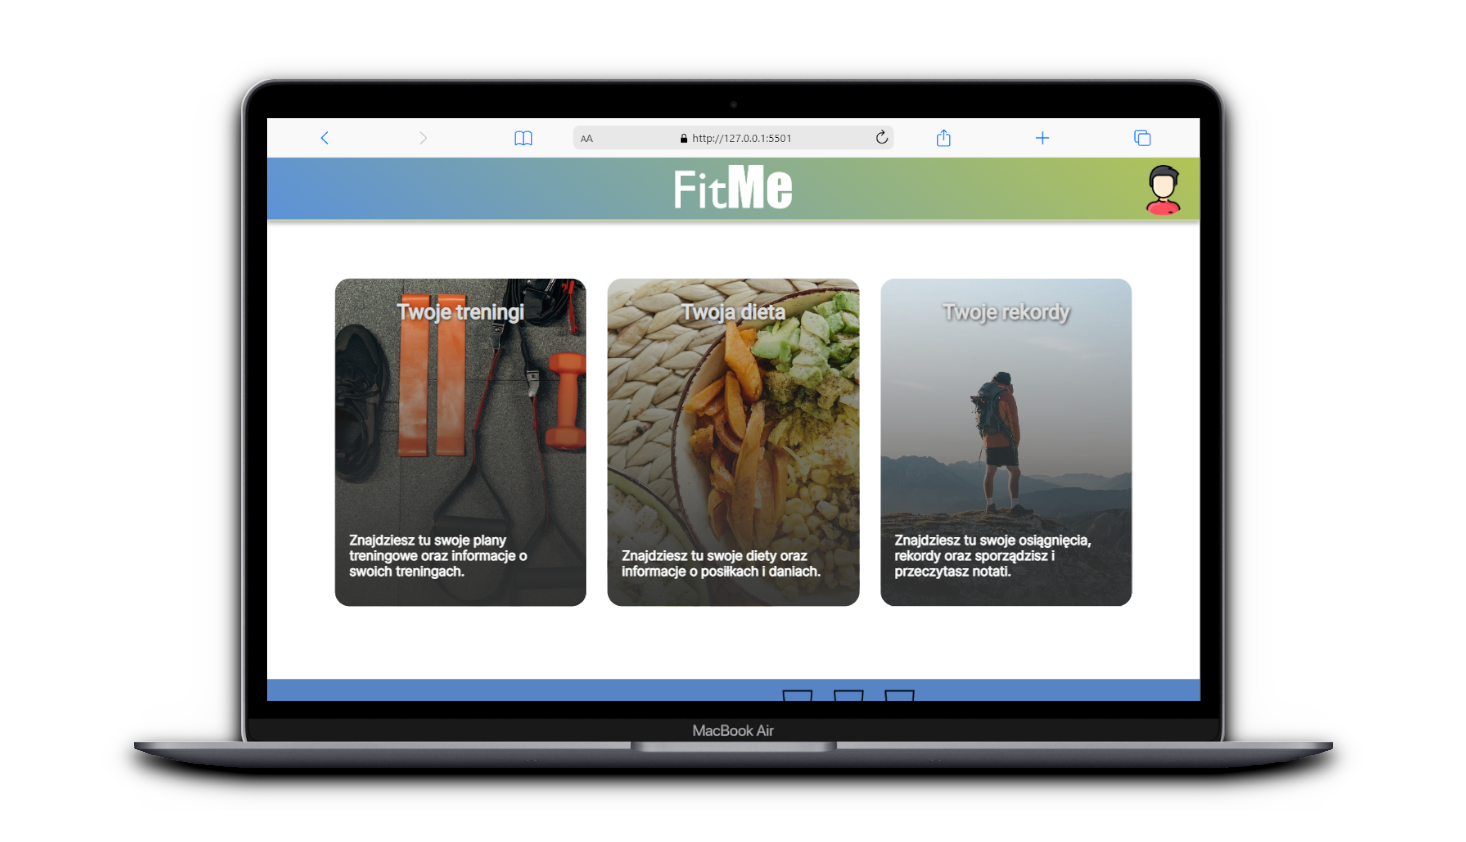 AA
http://127.0.0.1:5501
FitMe
Twoje treningi
Znajdziesz tu swoje plany
treningowe oraz informacje o
swoich treningach.
Twoja dieta
Znajdziesz tu swoje diety oraz
informacje o posiłkach i daniach.
Twoje rekordy
Znajdziesz tu swoje osiągnięcia,
rekordy oraz sporządzisz i
przeczytasz notati.
MacBook Air